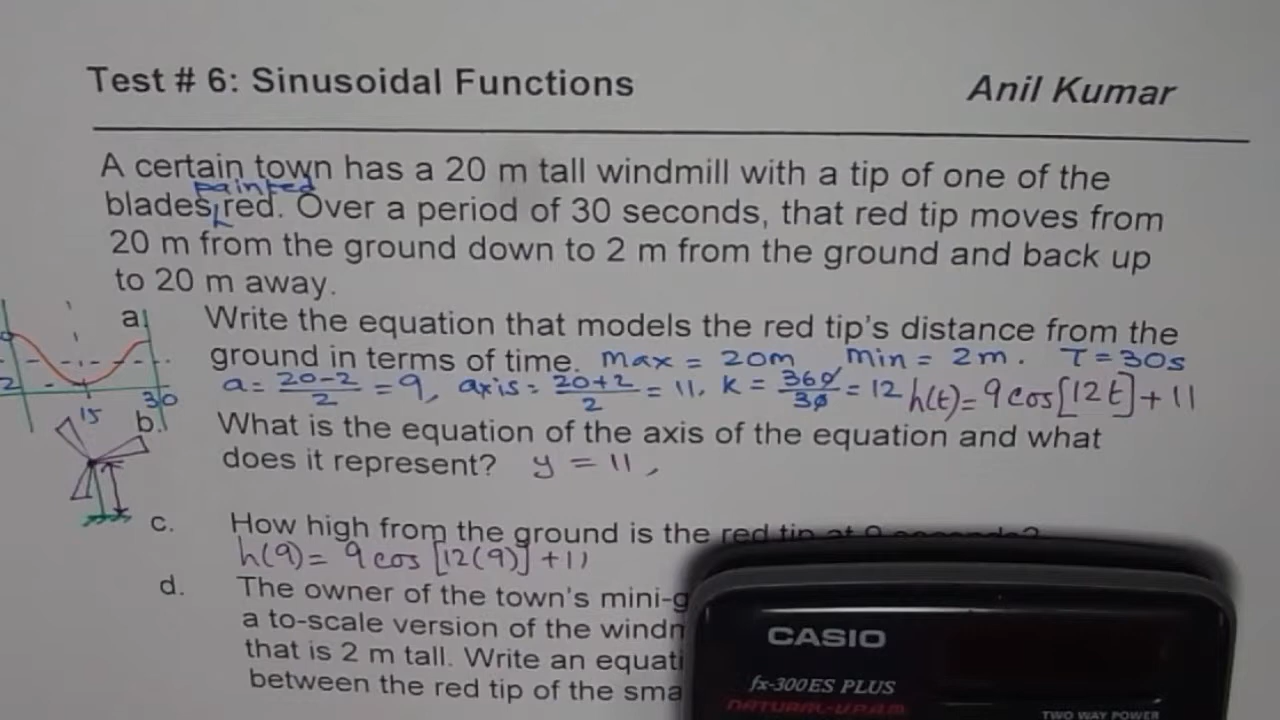 Test # 6: Sinusoidal Functions Anil Kumar
A certain town has a 20 m tall windmill with a tip of one of the
painted
blades red. Over a period of 30 seconds, that red tip moves from
20 m from the ground down to 2 m from the ground and back up
to 20 m away.
a. Write the equation that models the red tip's distance from the
ground in terms of time. max = 20m min = 2m. T = 30s
2
a = 20-2/2 = 9, axis = 20+2/2 = 11, k = 360/30 = 12 h(t) = 9 cos[12t] + 11
15 30
b. What is the equation of the axis of the equation and what
does it represent? y = 11,
c. How high from the ground is the red tip at 9 seconds?
h(9) = 9 cos [12(9)] + 11
d. The owner of the town's mini-g
a to-scale version of the windm
that is 2 m tall. Write an equati
between the red tip of the sma
CASIO
fx-300ES PLUS
NATURAL-V.P.A.M.
TWO WAY POWER